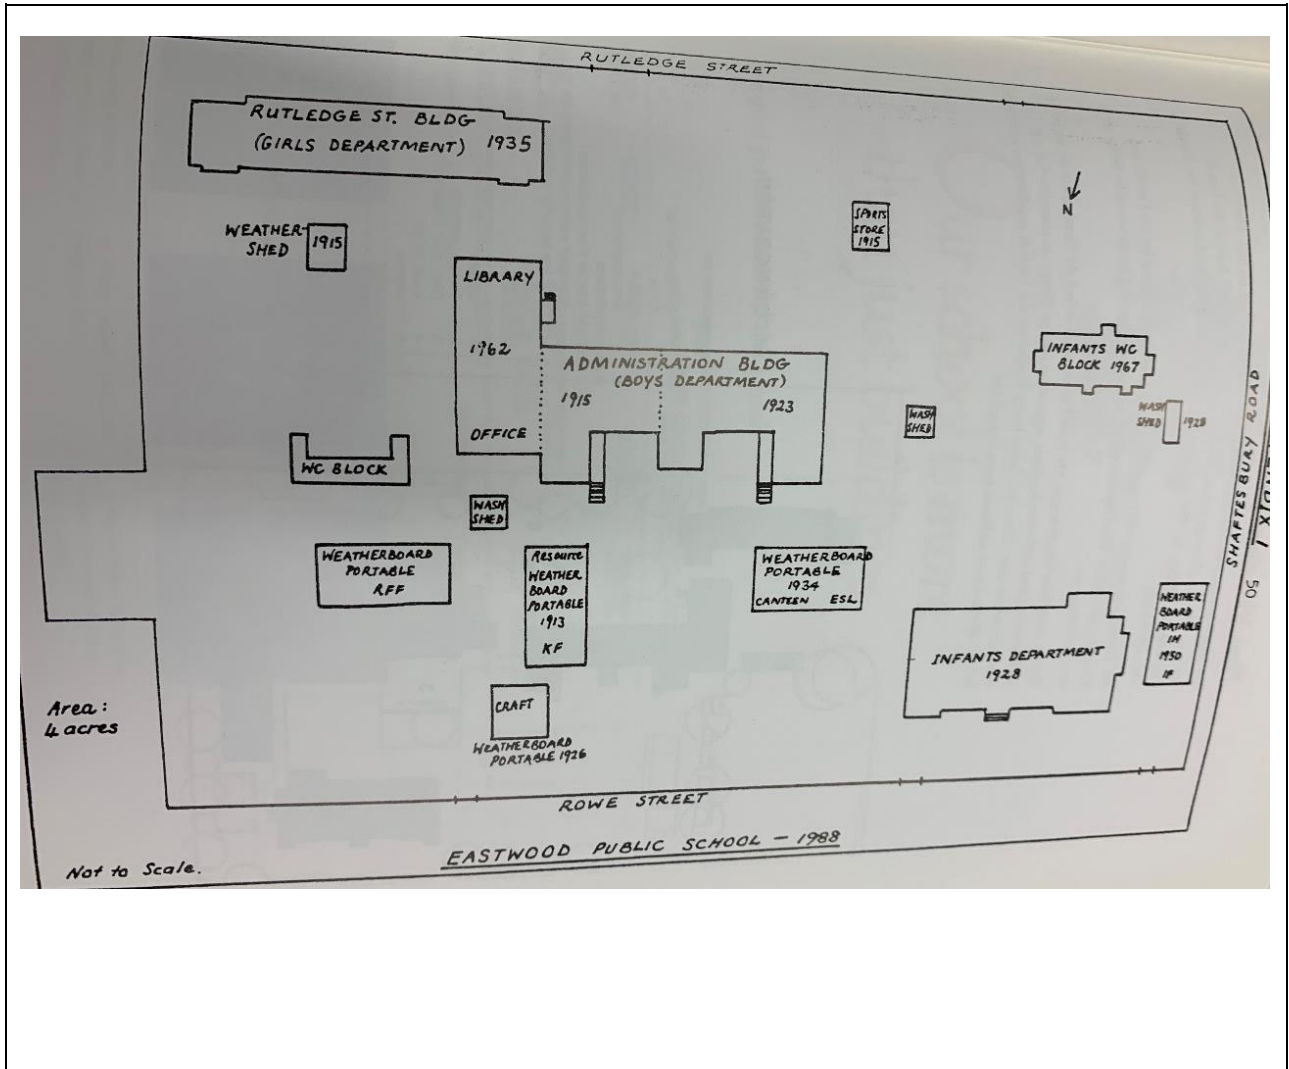 RUTLEDGE STREET
RUTLEDGE ST. BLDG
(GIRLS DEPARTMENT) 1935
WEATHER-
SHED
1915
SPORTS
STORE
1915
N
LIBRARY
1962
OFFICE
ADMINISTRATION BLDG
(BOYS DEPARTMENT)
1915
1923
INFANTS WC
BLOCK 1967
WASH
SHED
WASH
SHED
1928
SHAFTESBURY ROAD
WC BLOCK
WASH
SHED
WEATHERBOARD
PORTABLE
RFF
Resource
WEATHER
BOARD
PORTABLE
1913
KF
WEATHERBOARD
PORTABLE
1934
CANTEEN ESL
INFANTS DEPARTMENT
1928
WEATHER
BOARD
PORTABLE
1M
1950
1F
50
CRAFT
WEATHERBOARD
PORTABLE 1926
Area:
4 acres
ROWE STREET
EASTWOOD PUBLIC SCHOOL - 1988
Not to Scale.